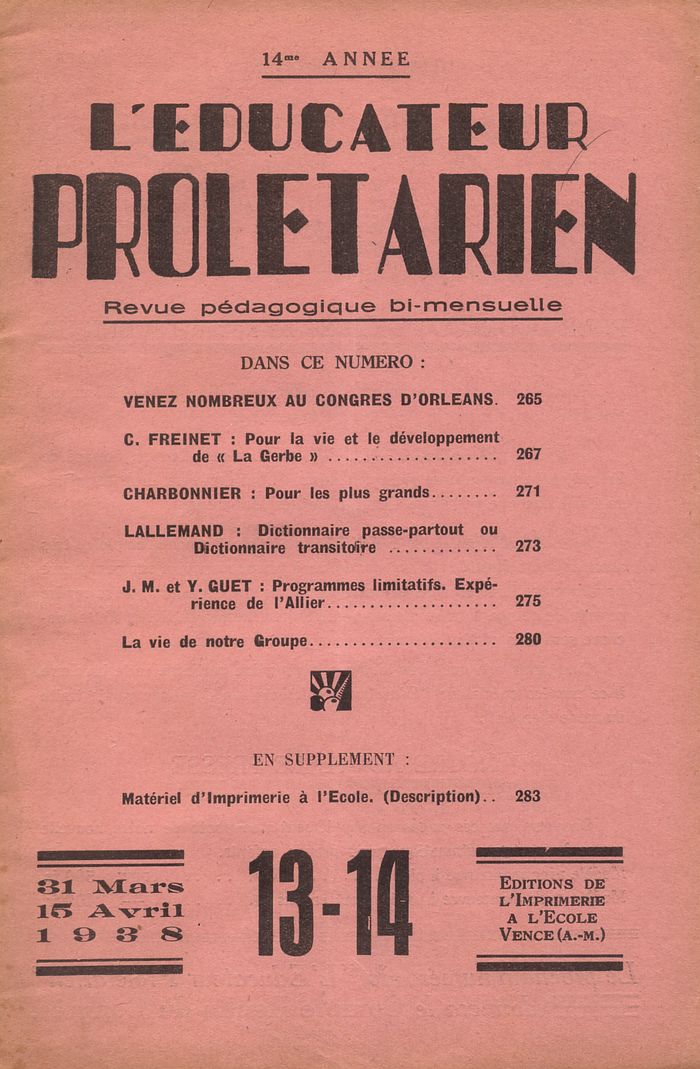 14me ANNEE
L'EDUCATEUR
PROLETARIEN
Revue pédagogique bi-mensuelle
DANS CE NUMERO :
VENEZ NOMBREUX AU CONGRES D'ORLEANS. 265
C. FREINET : Pour la vie et le développement
de « La Gerbe » .................... 267
CHARBONNIER : Pour les plus grands........ 271
LALLEMAND : Dictionnaire passe-partout ou
Dictionnaire transitoire ............. 273
J. M. et Y. GUET : Programmes limitatifs. Expé-
rience de l'Allier.................... 275
La vie de notre Groupe...................... 280
EN SUPPLEMENT :
Matériel d'Imprimerie à l'Ecole. (Description).. 283
31 Mars
15 Avril
1938
13-14
EDITIONS DE
L'IMPRIMERIE
A L'ECOLE
VENCE (A.-M.)